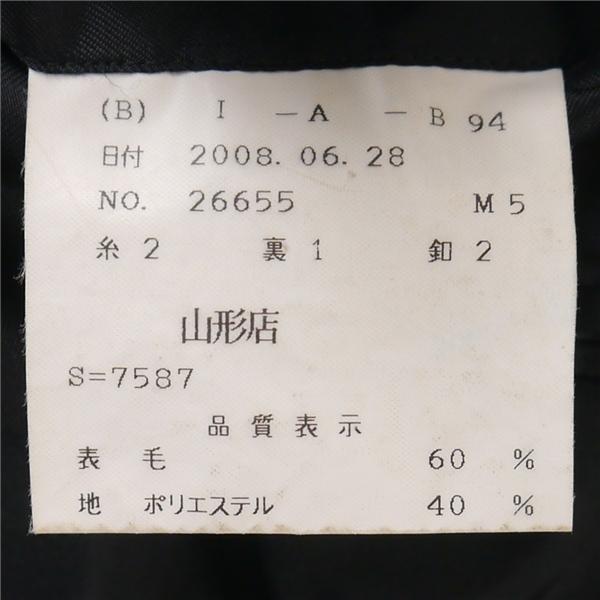 (B) I －A －B 94
日付 2008. 06. 28
NO. 26655 M 5
糸 2 裏 1 釦 2
山形店
S=7587
品 質 表 示
表 毛 60 %
地 ポリエステル 40 %